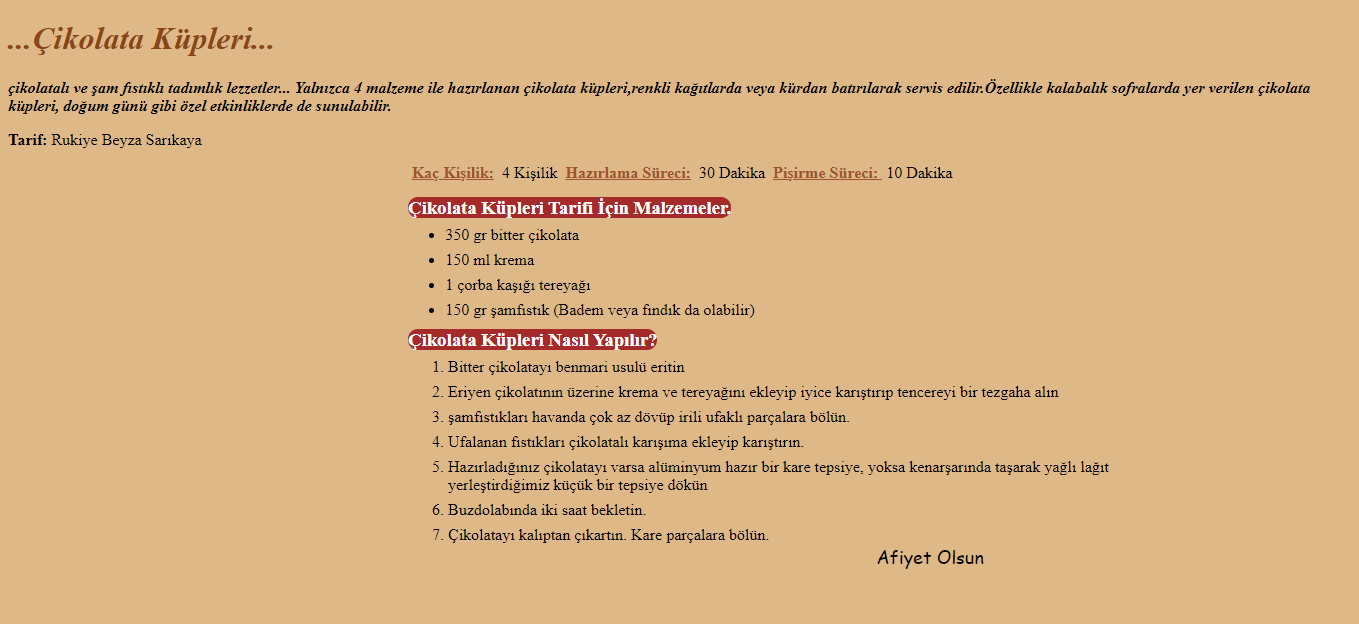 ...Çikolata Küpleri...
çikolatalı ve şam fıstıklı tadımlık lezzetler... Yalnızca 4 malzeme ile hazırlanan çikolata küpleri,renkli kağıtlarda veya kürdan batırılarak servis edilir.Özellikle kalabalık sofralarda yer verilen çikolata
küpleri, doğum günü gibi özel etkinliklerde de sunulabilir.
Tarif: Rukiye Beyza Sarıkaya
Kaç Kişilik: 4 Kişilik Hazırlama Süreci: 30 Dakika Pişirme Süreci: 10 Dakika
Çikolata Küpleri Tarifi İçin Malzemeler.
• 350 gr bitter çikolata
• 150 ml krema
• 1 çorba kaşığı tereyağı
• 150 gr şamfıstık (Badem veya fındık da olabilir)
Çikolata Küpleri Nasıl Yapılır?
1. Bitter çikolatayı benmari usulü eritin
2. Eriyen çikolatının üzerine krema ve tereyağını ekleyip iyice karıştırıp tencereyi bir tezgaha alın
3. şamfıstıkları havanda çok az dövüp irili ufaklı parçalara bölün.
4. Ufalanan fıstıkları çikolatalı karışıma ekleyip karıştırın.
5. Hazırladığınız çikolatayı varsa alüminyum hazır bir kare tepsiye, yoksa kenarşarında taşarak yağlı lağıt
yerleştirdiğimiz küçük bir tepsiye dökün
6. Buzdolabında iki saat bekletin.
7. Çikolatayı kalıptan çıkartın. Kare parçalara bölün.
Afiyet Olsun